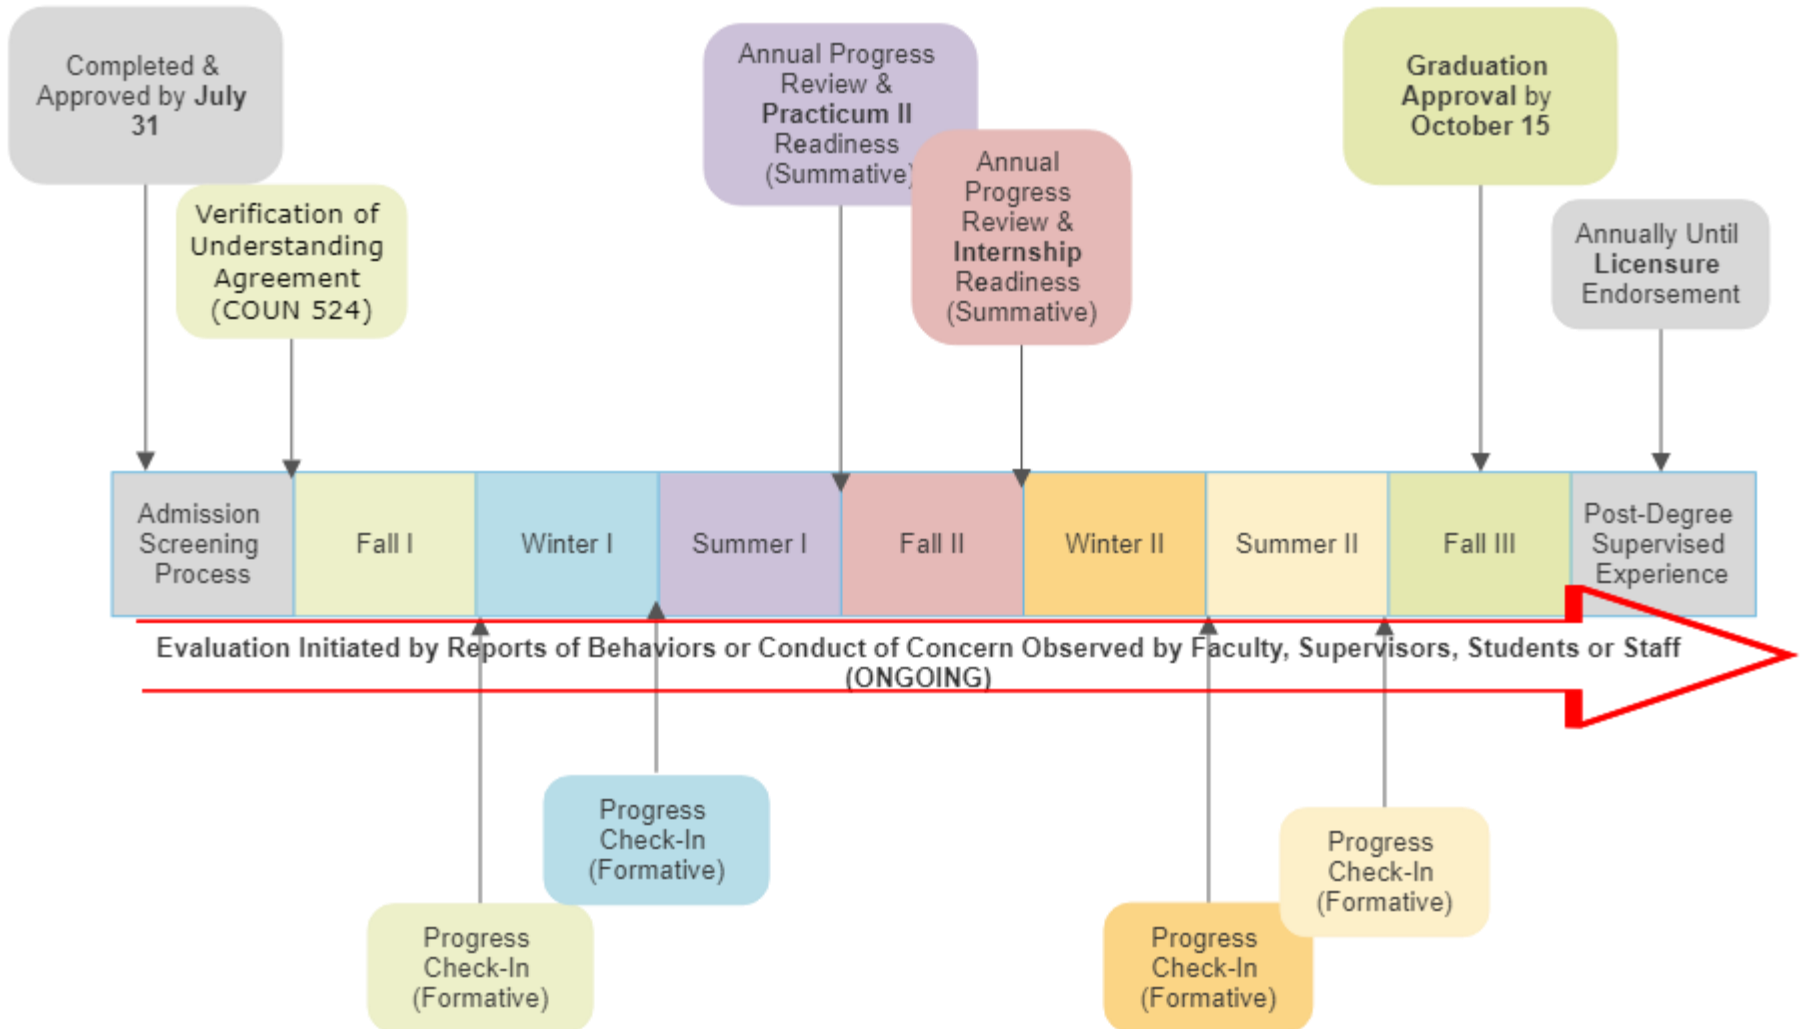 Completed &
Approved by July
31
Verification of
Understanding
Agreement
(COUN 524)
Annual Progress
Review &
Practicum II
Readiness
(Summative)
Annual
Progress
Review &
Internship
Readiness
(Summative)
Graduation
Approval by
October 15
Annually Until
Licensure
Endorsement
Admission
Screening
Process
Fall I
Winter I
Summer I
Fall II
Winter II
Summer II
Fall III
Post-Degree
Supervised
Experience
Evaluation Initiated by Reports of Behaviors or Conduct of Concern Observed by Faculty, Supervisors, Students or Staff
(ONGOING)
Progress
Check-In
(Formative)
Progress
Check-In
(Formative)
Progress
Check-In
(Formative)
Progress
Check-In
(Formative)